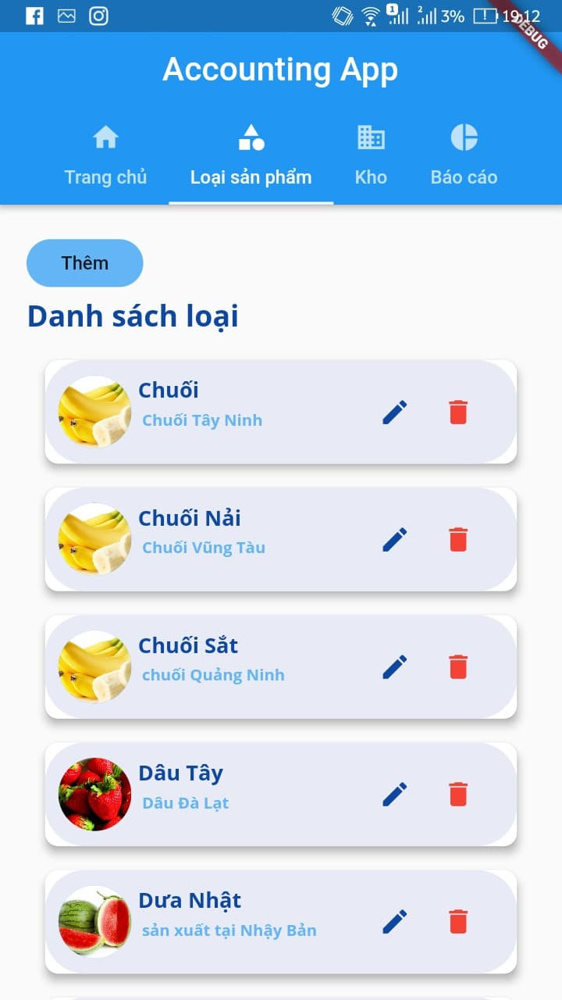 1 2 3% 19:12
DEBUG
Accounting App
Trang chủ Loại sản phẩm Kho Báo cáo
Thêm
Danh sách loại
Chuối
Chuối Tây Ninh
Chuối Nải
Chuối Vũng Tàu
Chuối Sắt
chuối Quảng Ninh
Dâu Tây
Dâu Đà Lạt
Dưa Nhật
sản xuất tại Nhậy Bản